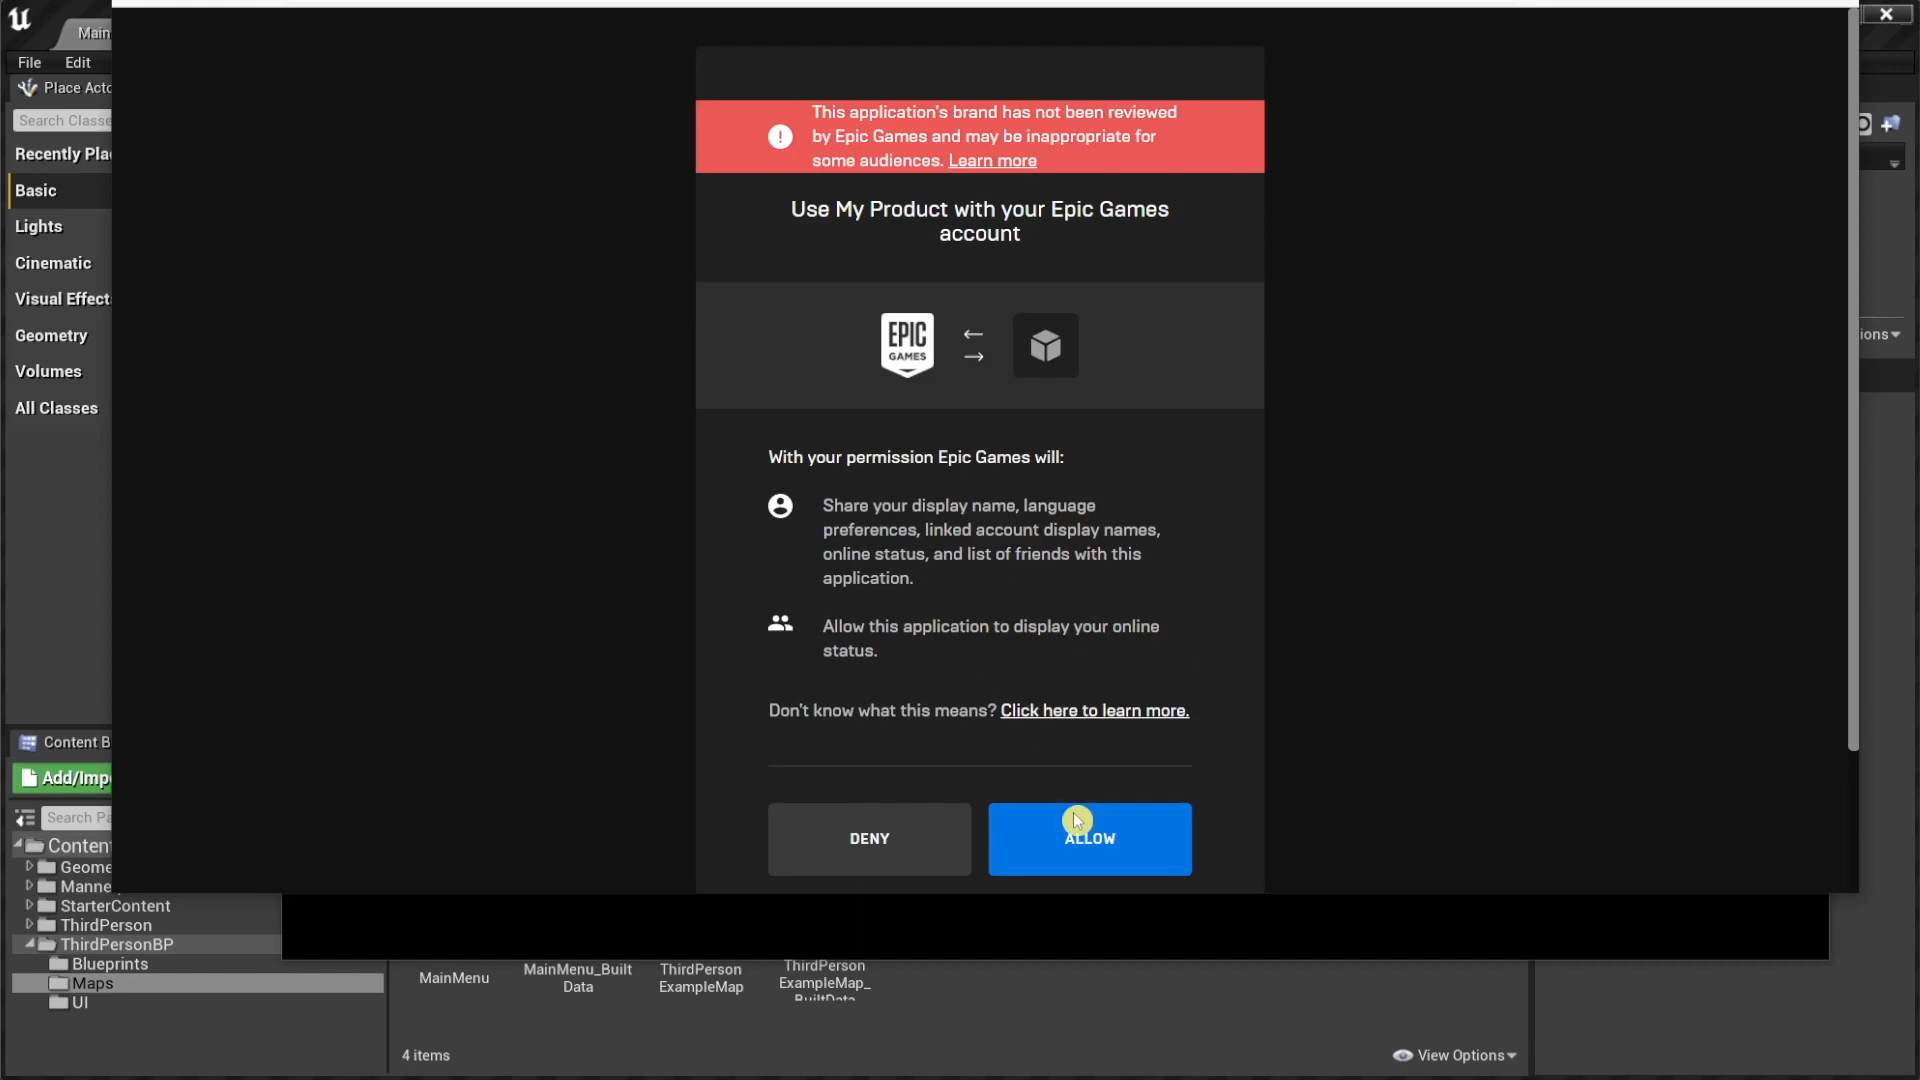 Main
File Edit
Place Acto
Search Classe
Recently Pla
Basic
Lights
Cinematic
Visual Effect
Geometry
Volumes
All Classes
This application's brand has not been reviewed
by Epic Games and may be inappropriate for
some audiences. Learn more
Use My Product with your Epic Games
account
EPIC
GAMES
With your permission Epic Games will:
Share your display name, language
preferences, linked account display names,
online status, and list of friends with this
application.
Allow this application to display your online
status.
Don't know what this means? Click here to learn more.
DENY
ALLOW
ions
Content B
Add/Impo
Search Pa
Conten
Geome
Manne
StarterContent
ThirdPerson
ThirdPersonBP
Blueprints
Maps
UI
MainMenu
MainMenu_Built
Data
ThirdPerson
ExampleMap
ThirdPerson
ExampleMap_
BuiltData
4 items
View Options